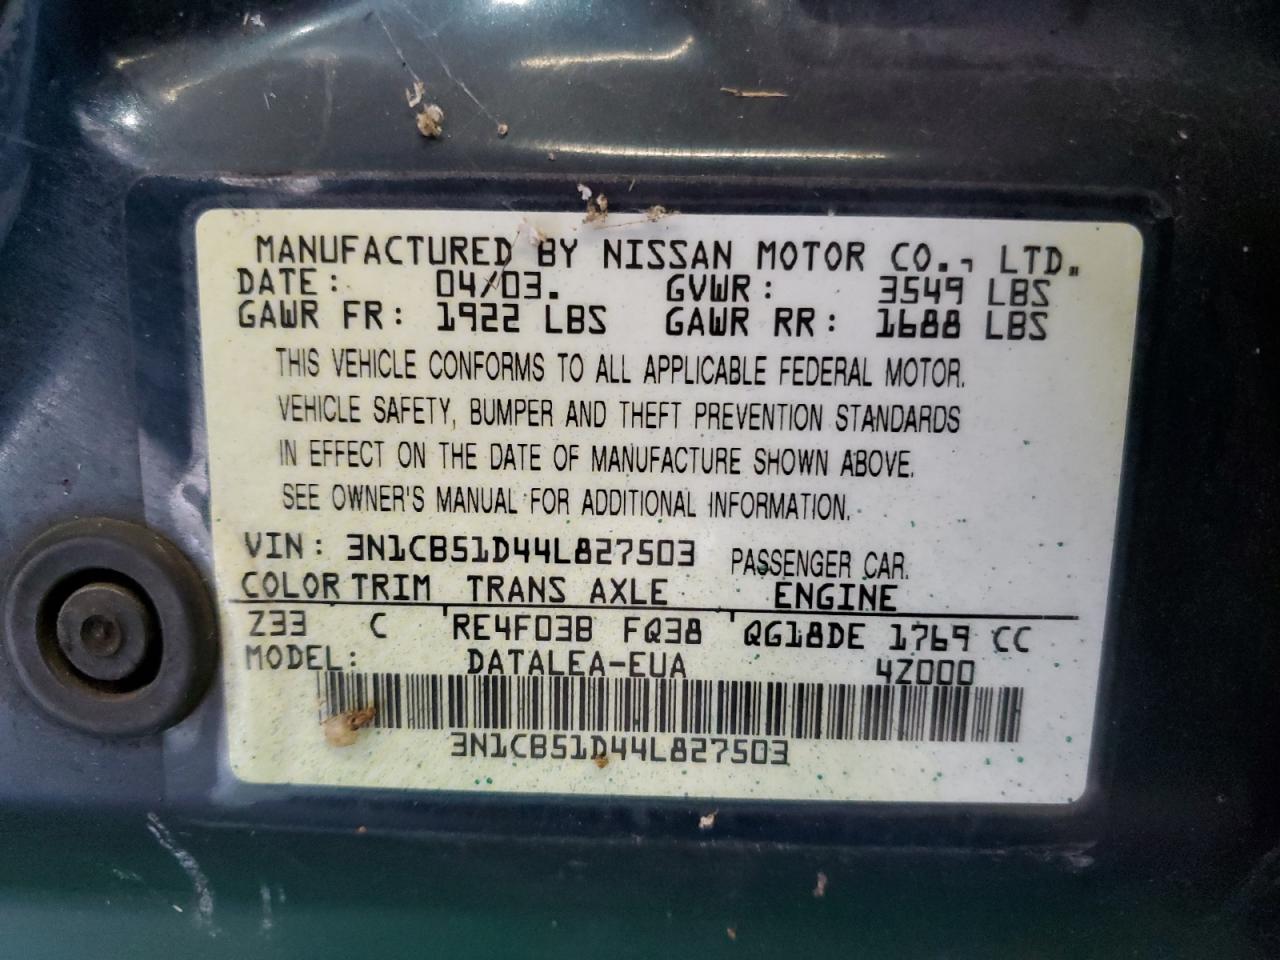 MANUFACTURED BY NISSAN MOTOR CO., LTD.
DATE: 04/03. GVWR: 3549 LBS
GAWR FR: 1922 LBS GAWR RR: 1688 LBS
THIS VEHICLE CONFORMS TO ALL APPLICABLE FEDERAL MOTOR.
VEHICLE SAFETY, BUMPER AND THEFT PREVENTION STANDARDS
IN EFFECT ON THE DATE OF MANUFACTURE SHOWN ABOVE.
SEE OWNER'S MANUAL FOR ADDITIONAL INFORMATION.
VIN: 3N1CB51D44L827503 PASSENGER CAR.
COLOR TRIM TRANS AXLE ENGINE
Z33 C RE4F03B FQ38 QG18DE 1769 CC
MODEL: DATALEA-EUA 4Z000
3N1CB51D44L827503